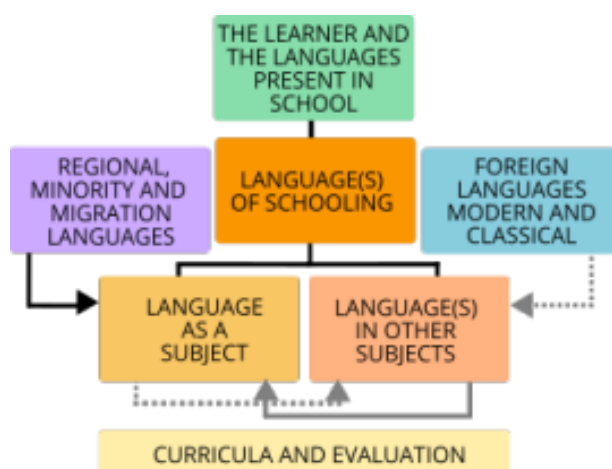 THE LEARNER AND
THE LANGUAGES
PRESENT IN
SCHOOL
REGIONAL,
MINORITY AND
MIGRATION
LANGUAGES
LANGUAGE(S)
OF SCHOOLING
FOREIGN
LANGUAGES
MODERN AND
CLASSICAL
LANGUAGE
AS A
SUBJECT
LANGUAGE(S)
IN OTHER
SUBJECTS
CURRICULA AND EVALUATION